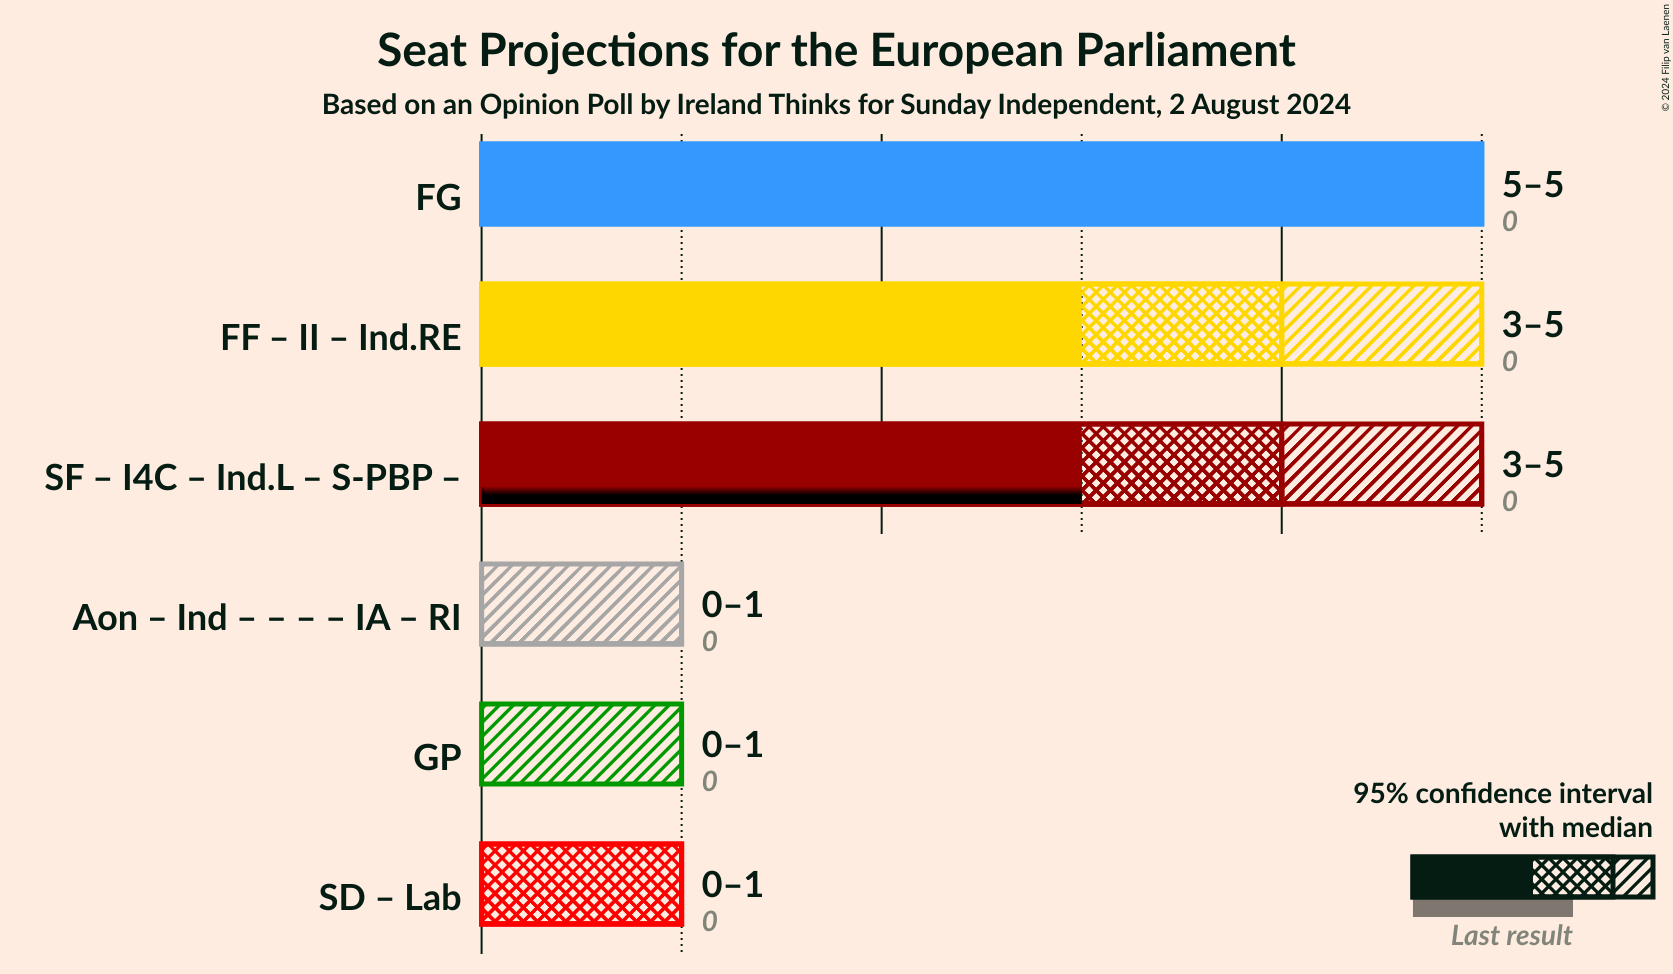 Seat Projections for the European Parliament
Based on an Opinion Poll by Ireland Thinks for Sunday Independent, 2 August 2024
© 2024 Filip van Laenen
FG
5–5
0
FF – II – Ind.RE
3–5
0
SF – I4C – Ind.L – S-PBP –
3–5
0
Aon – Ind – – – – IA – RI
0–1
0
GP
0–1
0
SD – Lab
0–1
0
95% confidence interval
with median
Last result